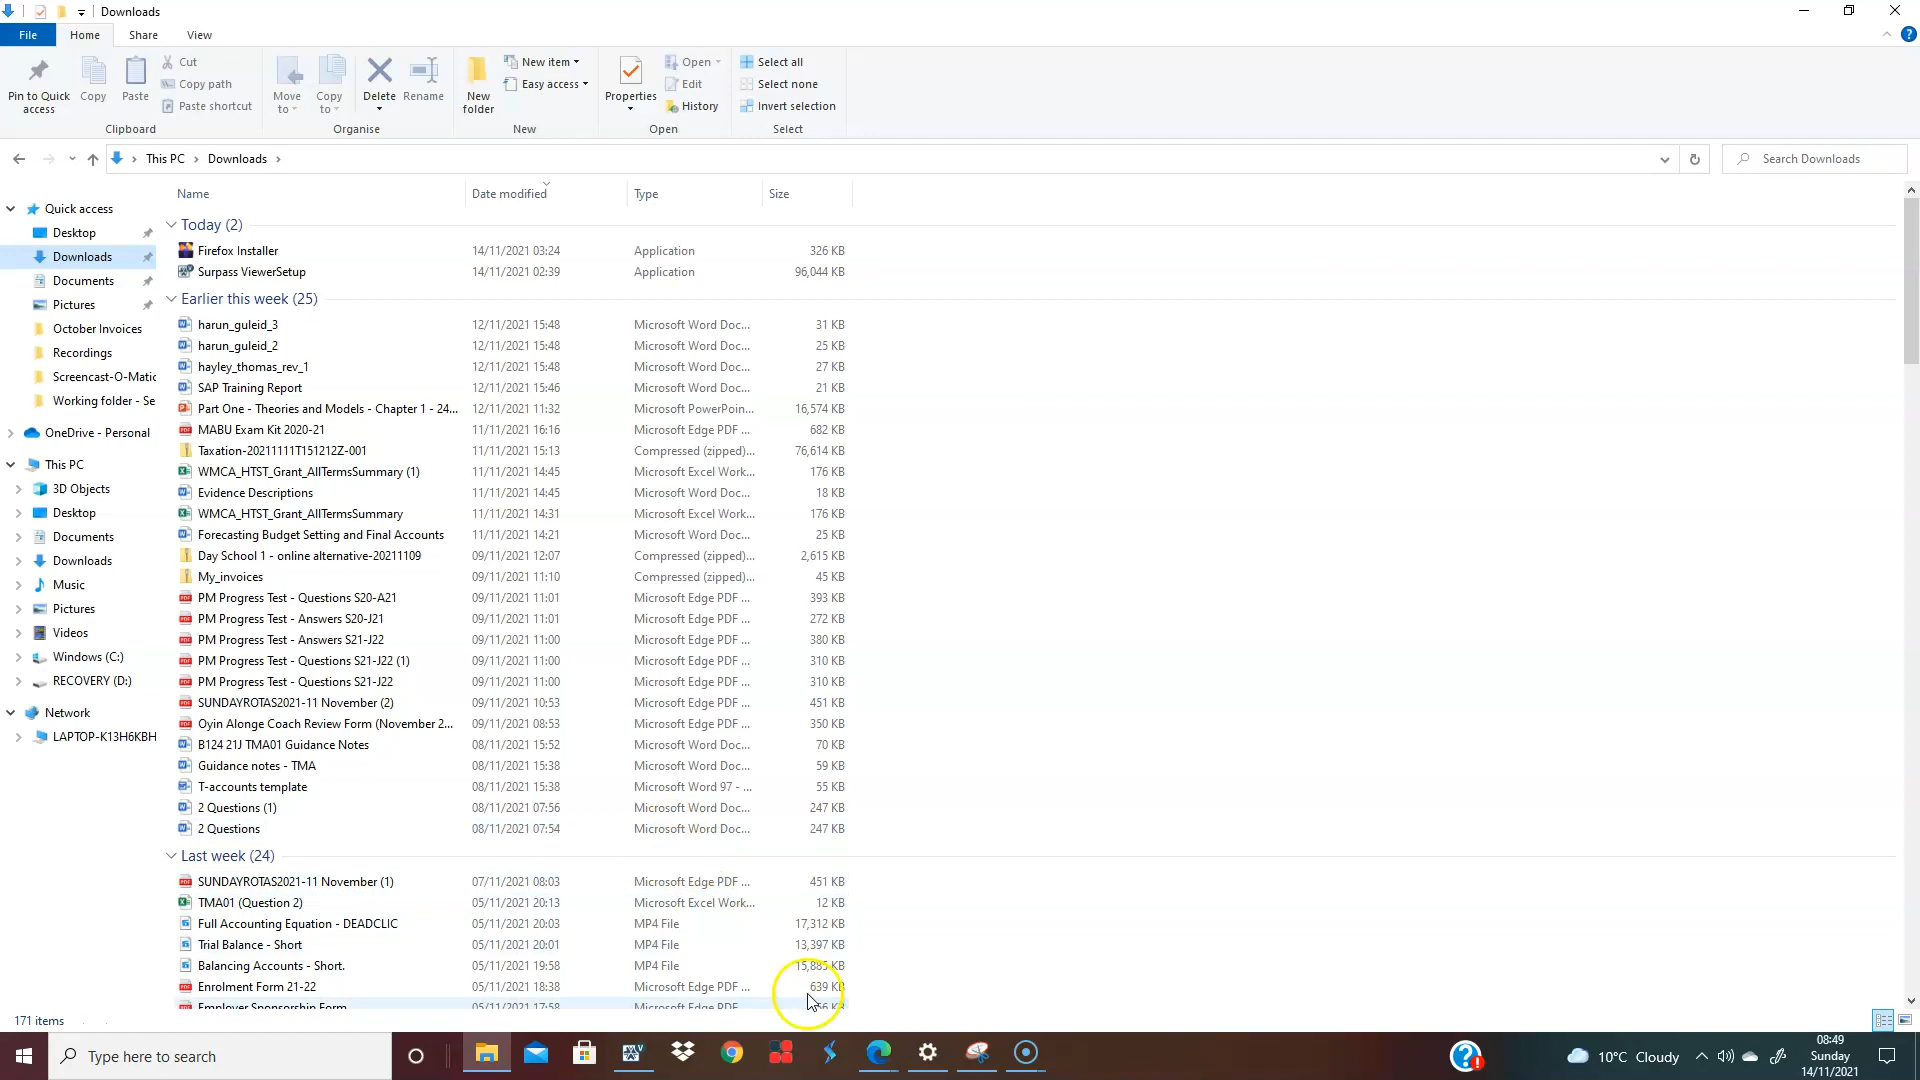 Downloads
File Home Share View
Pin to Quick access
Copy
Paste
Cut
Copy path
Paste shortcut
Clipboard
Move to
Copy to
Delete
Rename
Organise
New folder
New item
Easy access
New
Properties
Open
Edit
History
Open
Select all
Select none
Invert selection
Select
This PC > Downloads >
Search Downloads
Quick access
Desktop
Downloads
Documents
Pictures
October Invoices
Recordings
Screencast-O-Matic
Working folder - Se
OneDrive - Personal
This PC
3D Objects
Desktop
Documents
Downloads
Music
Pictures
Videos
Windows (C:)
RECOVERY (D:)
Network
LAPTOP-K13H6KBH
Name Date modified Type Size
Today (2)
Firefox Installer 14/11/2021 03:24 Application 326 KB
Surpass ViewerSetup 14/11/2021 02:39 Application 96,044 KB
Earlier this week (25)
harun_guleid_3 12/11/2021 15:48 Microsoft Word Doc... 31 KB
harun_guleid_2 12/11/2021 15:48 Microsoft Word Doc... 25 KB
hayley_thomas_rev_1 12/11/2021 15:48 Microsoft Word Doc... 27 KB
SAP Training Report 12/11/2021 15:46 Microsoft Word Doc... 21 KB
Part One - Theories and Models - Chapter 1 - 24... 12/11/2021 11:32 Microsoft PowerPoin... 16,574 KB
MABU Exam Kit 2020-21 11/11/2021 16:16 Microsoft Edge PDF ... 682 KB
Taxation-20211111T151212Z-001 11/11/2021 15:13 Compressed (zipped)... 76,614 KB
WMCA_HTST_Grant_AllTermsSummary (1) 11/11/2021 14:45 Microsoft Excel Work... 176 KB
Evidence Descriptions 11/11/2021 14:45 Microsoft Word Doc... 18 KB
WMCA_HTST_Grant_AllTermsSummary 11/11/2021 14:31 Microsoft Excel Work... 176 KB
Forecasting Budget Setting and Final Accounts 11/11/2021 14:21 Microsoft Word Doc... 25 KB
Day School 1 - online alternative-20211109 09/11/2021 12:07 Compressed (zipped)... 2,615 KB
My_invoices 09/11/2021 11:10 Compressed (zipped)... 45 KB
PM Progress Test - Questions S20-A21 09/11/2021 11:01 Microsoft Edge PDF ... 393 KB
PM Progress Test - Answers S20-J21 09/11/2021 11:01 Microsoft Edge PDF ... 272 KB
PM Progress Test - Answers S21-J22 09/11/2021 11:00 Microsoft Edge PDF ... 380 KB
PM Progress Test - Questions S21-J22 (1) 09/11/2021 11:00 Microsoft Edge PDF ... 310 KB
PM Progress Test - Questions S21-J22 09/11/2021 11:00 Microsoft Edge PDF ... 310 KB
SUNDAYROTAS2021-11 November (2) 09/11/2021 10:53 Microsoft Edge PDF ... 451 KB
Oyin Alonge Coach Review Form (November 2... 09/11/2021 08:53 Microsoft Edge PDF ... 350 KB
B124 21J TMA01 Guidance Notes 08/11/2021 15:52 Microsoft Word Doc... 70 KB
Guidance notes - TMA 08/11/2021 15:38 Microsoft Word Doc... 59 KB
T-accounts template 08/11/2021 15:38 Microsoft Word 97 - ... 55 KB
2 Questions (1) 08/11/2021 07:56 Microsoft Word Doc... 247 KB
2 Questions 08/11/2021 07:54 Microsoft Word Doc... 247 KB
Last week (24)
SUNDAYROTAS2021-11 November (1) 07/11/2021 08:03 Microsoft Edge PDF ... 451 KB
TMA01 (Question 2) 05/11/2021 20:13 Microsoft Excel Work... 12 KB
Full Accounting Equation - DEADCLIC 05/11/2021 20:03 MP4 File 17,312 KB
Trial Balance - Short 05/11/2021 20:01 MP4 File 13,397 KB
Balancing Accounts - Short. 05/11/2021 19:58 MP4 File 15,885 KB
Enrolment Form 21-22 05/11/2021 18:38 Microsoft Edge PDF ... 639 KB
Employer Sponsorship Form 05/11/2021 17:58 Microsoft Edge PDF KB
171 items
Type here to search
10°C Cloudy
08:49
Sunday
14/11/2021